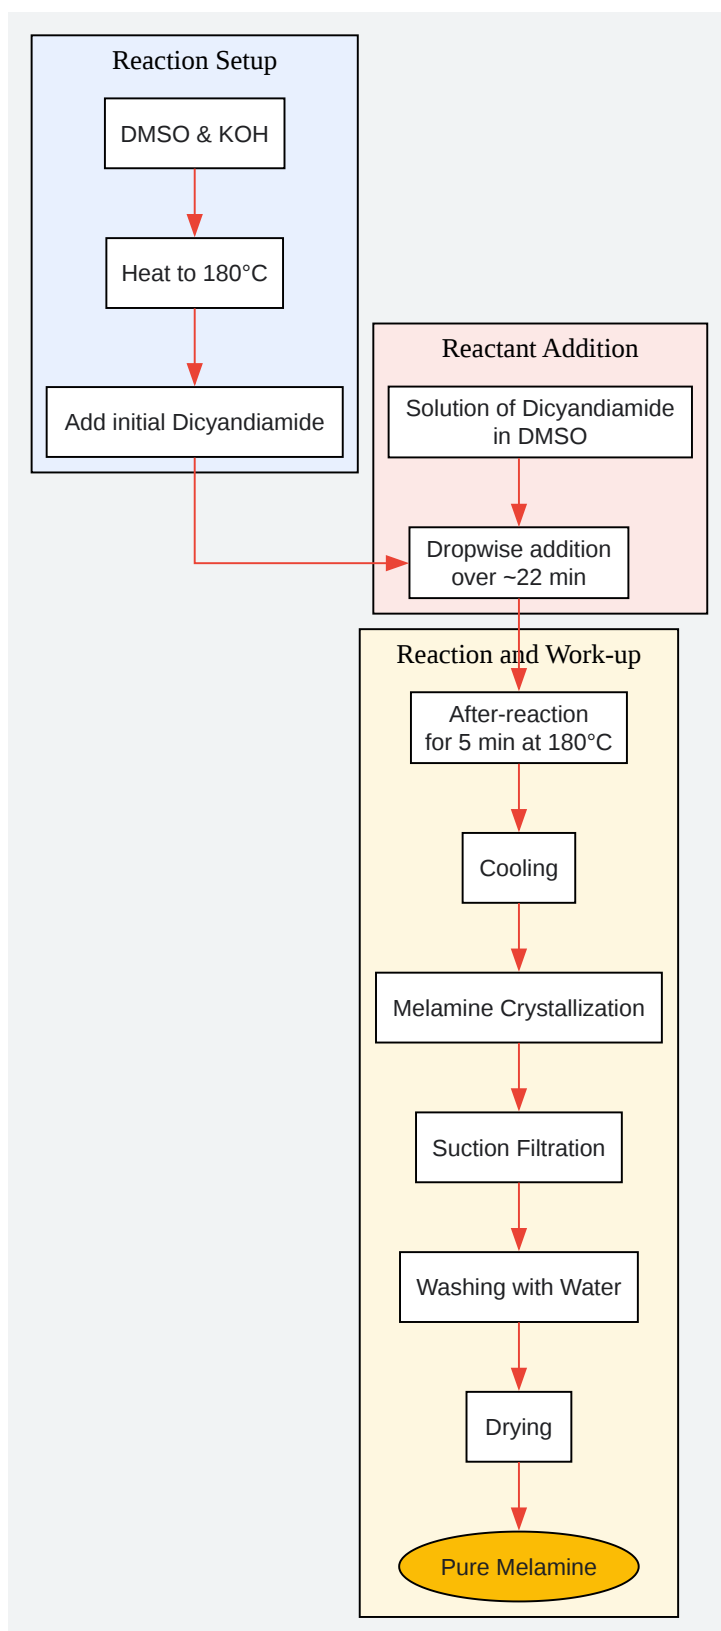 Reaction Setup
DMSO & KOH
Heat to 180°C
Add initial Dicyandiamide
Reactant Addition
Solution of Dicyandiamide
in DMSO
Dropwise addition
over ~22 min
Reaction and Work-up
After-reaction
for 5 min at 180°C
Cooling
Melamine Crystallization
Suction Filtration
Washing with Water
Drying
Pure Melamine